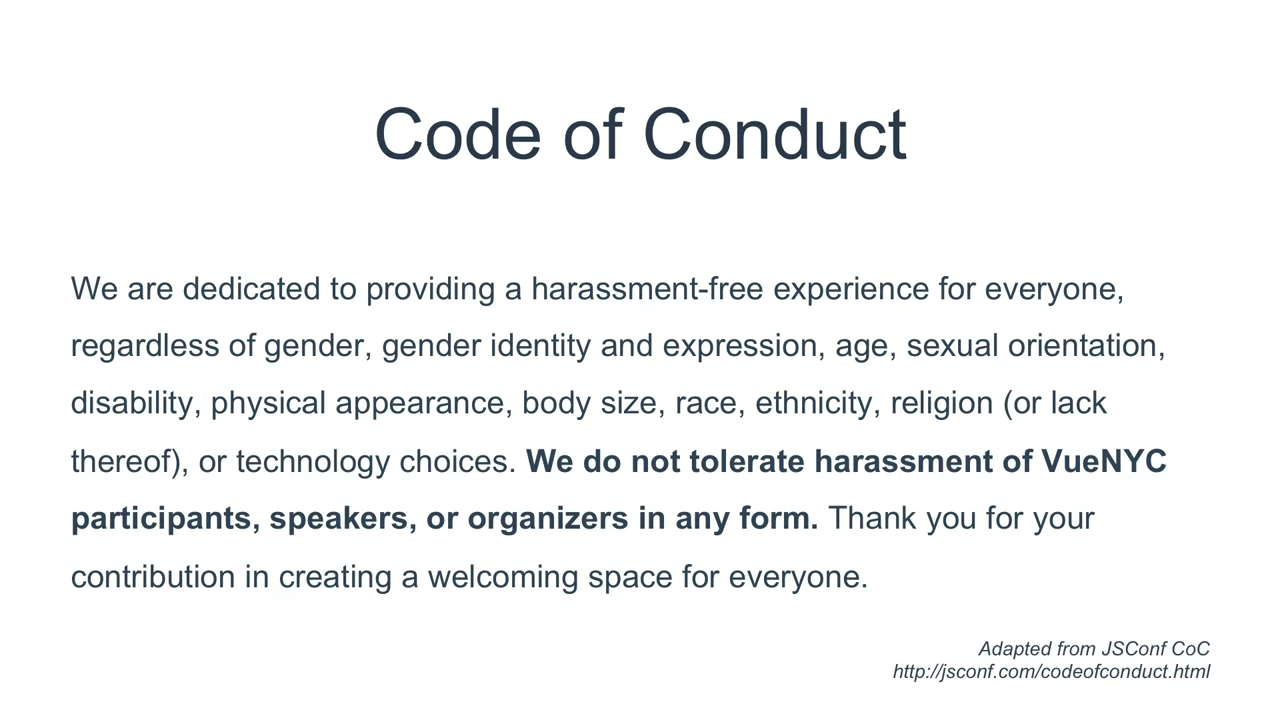 Code of Conduct
We are dedicated to providing a harassment-free experience for everyone,
regardless of gender, gender identity and expression, age, sexual orientation,
disability, physical appearance, body size, race, ethnicity, religion (or lack
thereof), or technology choices. We do not tolerate harassment of VueNYC
participants, speakers, or organizers in any form. Thank you for your
contribution in creating a welcoming space for everyone.
Adapted from JSConf CoC
http://jsconf.com/codeofconduct.html